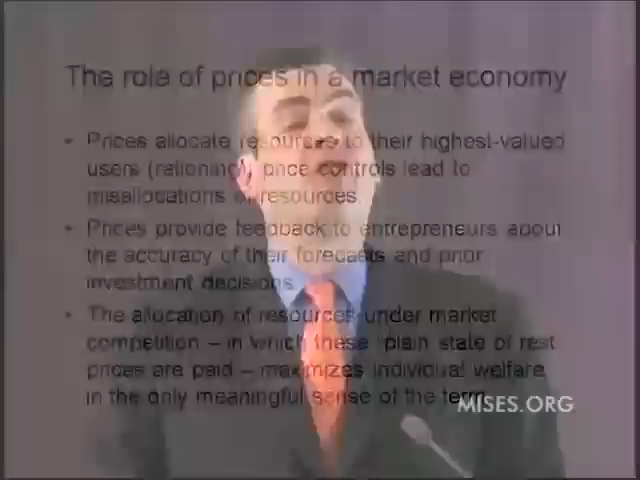 The role of prices in a market economy
• Prices allocate resources to their highest-valued
users (rationing), price controls lead to
misallocations of resources.
• Prices provide feedback to entrepreneurs about
the accuracy of their forecasts and prior
investment decisions.
• The allocation of resources under market
competition – in which these "plain state of rest"
prices are paid – maximizes individual welfare
in the only meaningful sense of the term.
MISES.ORG